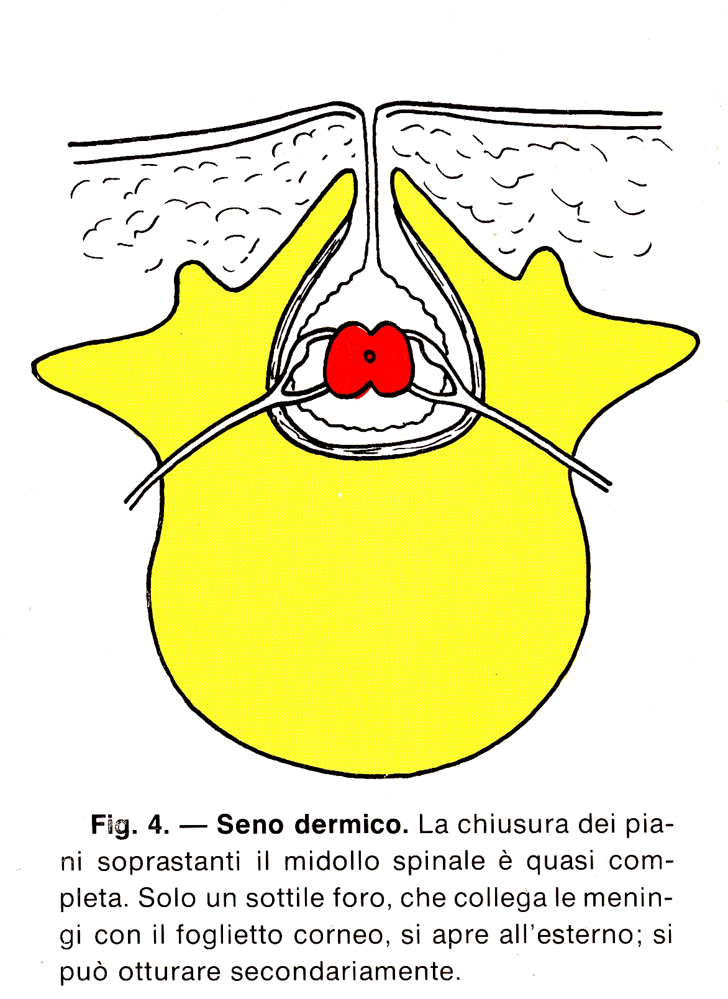 Fig. 4. — Seno dermico. La chiusura dei pia-
ni soprastanti il midollo spinale è quasi com-
pleta. Solo un sottile foro, che collega le menin-
gi con il foglietto corneo, si apre all'esterno; si
può otturare secondariamente.